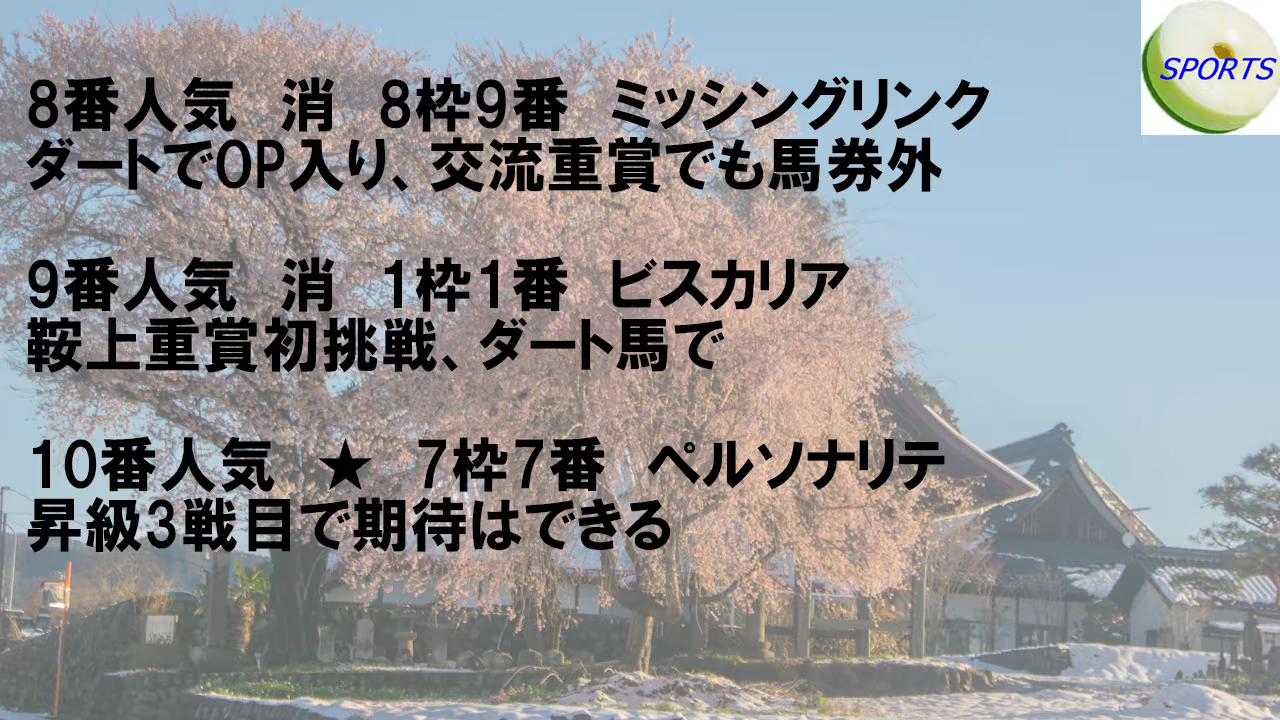 8番人気　消　8枠9番　ミッシングリンク
ダートでOP入り、交流重賞でも馬券外
9番人気　消　1枠1番　ビスカリア
鞍上重賞初挑戦、ダート馬で
10番人気　★　7枠7番　ペルソナリテ
昇級3戦目で期待はできる
SPORTS